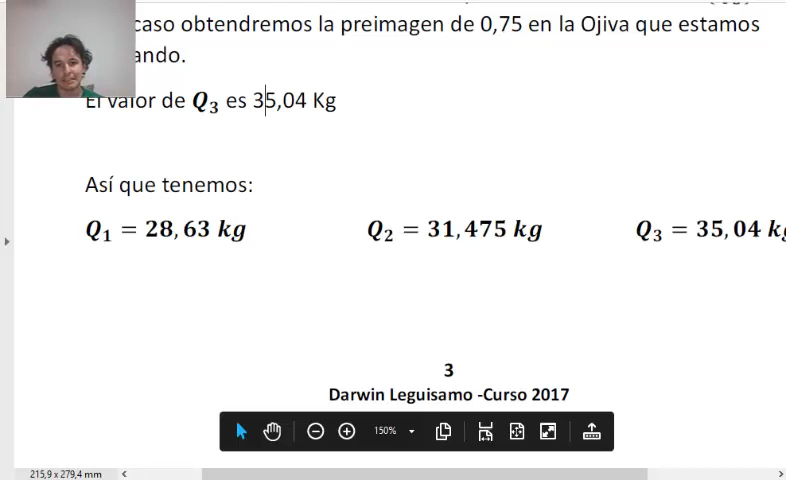 caso obtendremos la preimagen de 0,75 en la Ojiva que estamos
ando.
El valor de Q₃ es 35,04 Kg
Así que tenemos:
Q₁ = 28,63 kg Q₂ = 31,475 kg Q₃ = 35,04 kg
3
Darwin Leguisamo -Curso 2017
150%
215,9 x 279,4 mm